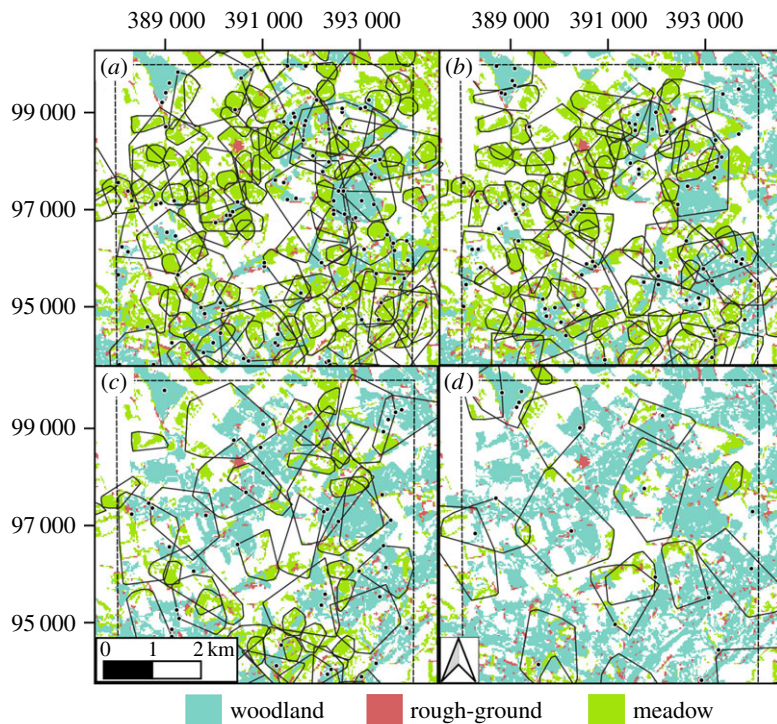 389 000 391 000 393 000 389 000 391 000 393 000
(a) (b)
99 000
97 000
95 000
(c) (d)
99 000
97 000
95 000
0 1 2 km
woodland rough-ground meadow